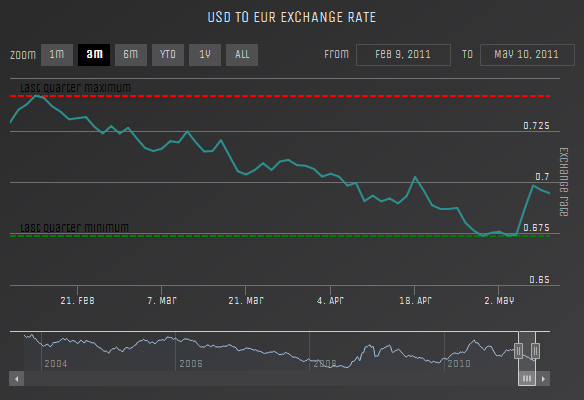 USD TO EUR EXCHANGE RATE
Zoom 1m am 6m YTD 1y ALL From Feb 9, 2011 To May 10, 2011
Last quarter maximum
0.725
0.7
Exchange rate
Last quarter minimum
0.675
0.65
21. Feb 7. Mar 21. Mar 4. Apr 18. Apr 2. May
2004 2006 2008 2010